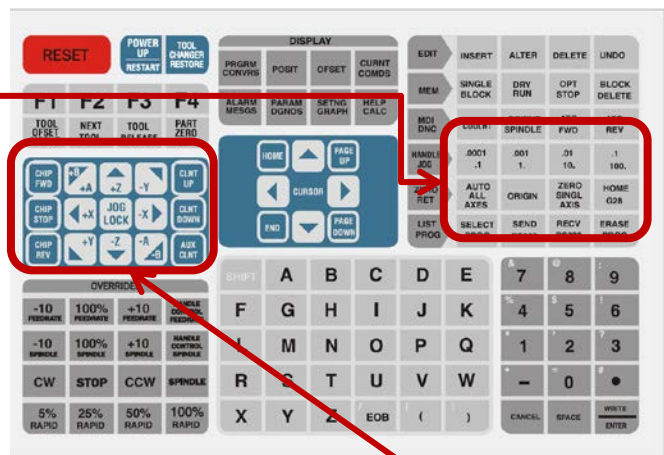 RESET
POWER
UP
RESTART
TOOL
CHANGER
RESTORE
F1 F2 F3 F4
TOOL
OFSET
NEXT
TOOL
TOOL
RELEASE
PART
ZERO
CHIP
FWD
+B
+A
+Z
-Y
CLNT
UP
CHIP
STOP
+X
JOG
LOCK
-X
CLNT
DOWN
CHIP
REV
+Y
-Z
-A
-B
AUX
CLNT
OVERRIDE
-10
FEEDRATE
100%
FEEDRATE
+10
FEEDRATE
HANDLE
CONTROL
FEEDRATE
-10
SPINDLE
100%
SPINDLE
+10
SPINDLE
HANDLE
CONTROL
SPINDLE
CW STOP CCW SPINDLE
5%
RAPID
25%
RAPID
50%
RAPID
100%
RAPID
DISPLAY
PRGRM
CONVRS
POSIT
OFSET
CURNT
COMDS
ALARM
MESGS
PARAM
DGNOS
SETNG
GRAPH
HELP
CALC
HOME
PAGE
UP
CURSOR
END
PAGE
DOWN
SHIFT A B C D E
F G H I J K
M N O P Q
R S T U V W
X Y Z EOB ( )
EDIT INSERT ALTER DELETE UNDO
MEM
SINGLE
BLOCK
DRY
RUN
OPT
STOP
BLOCK
DELETE
MDI
DNC
COOLNT
SPINDLE
FWD
REV
HANDLE
JOG
.0001
.1
.001
1.
.01
10.
.1
100.
ZERO
RET
AUTO
ALL
AXES
ORIGIN
ZERO
SINGL
AXIS
HOME
G28
LIST
PROG
SELECT
SEND
RECV
ERASE
& 7 @ 8 : 9
% 4 $ 5 ! 6
* 1 , 2 ? 3
+ - = 0 # .
CANCEL SPACE
WRITE
ENTER